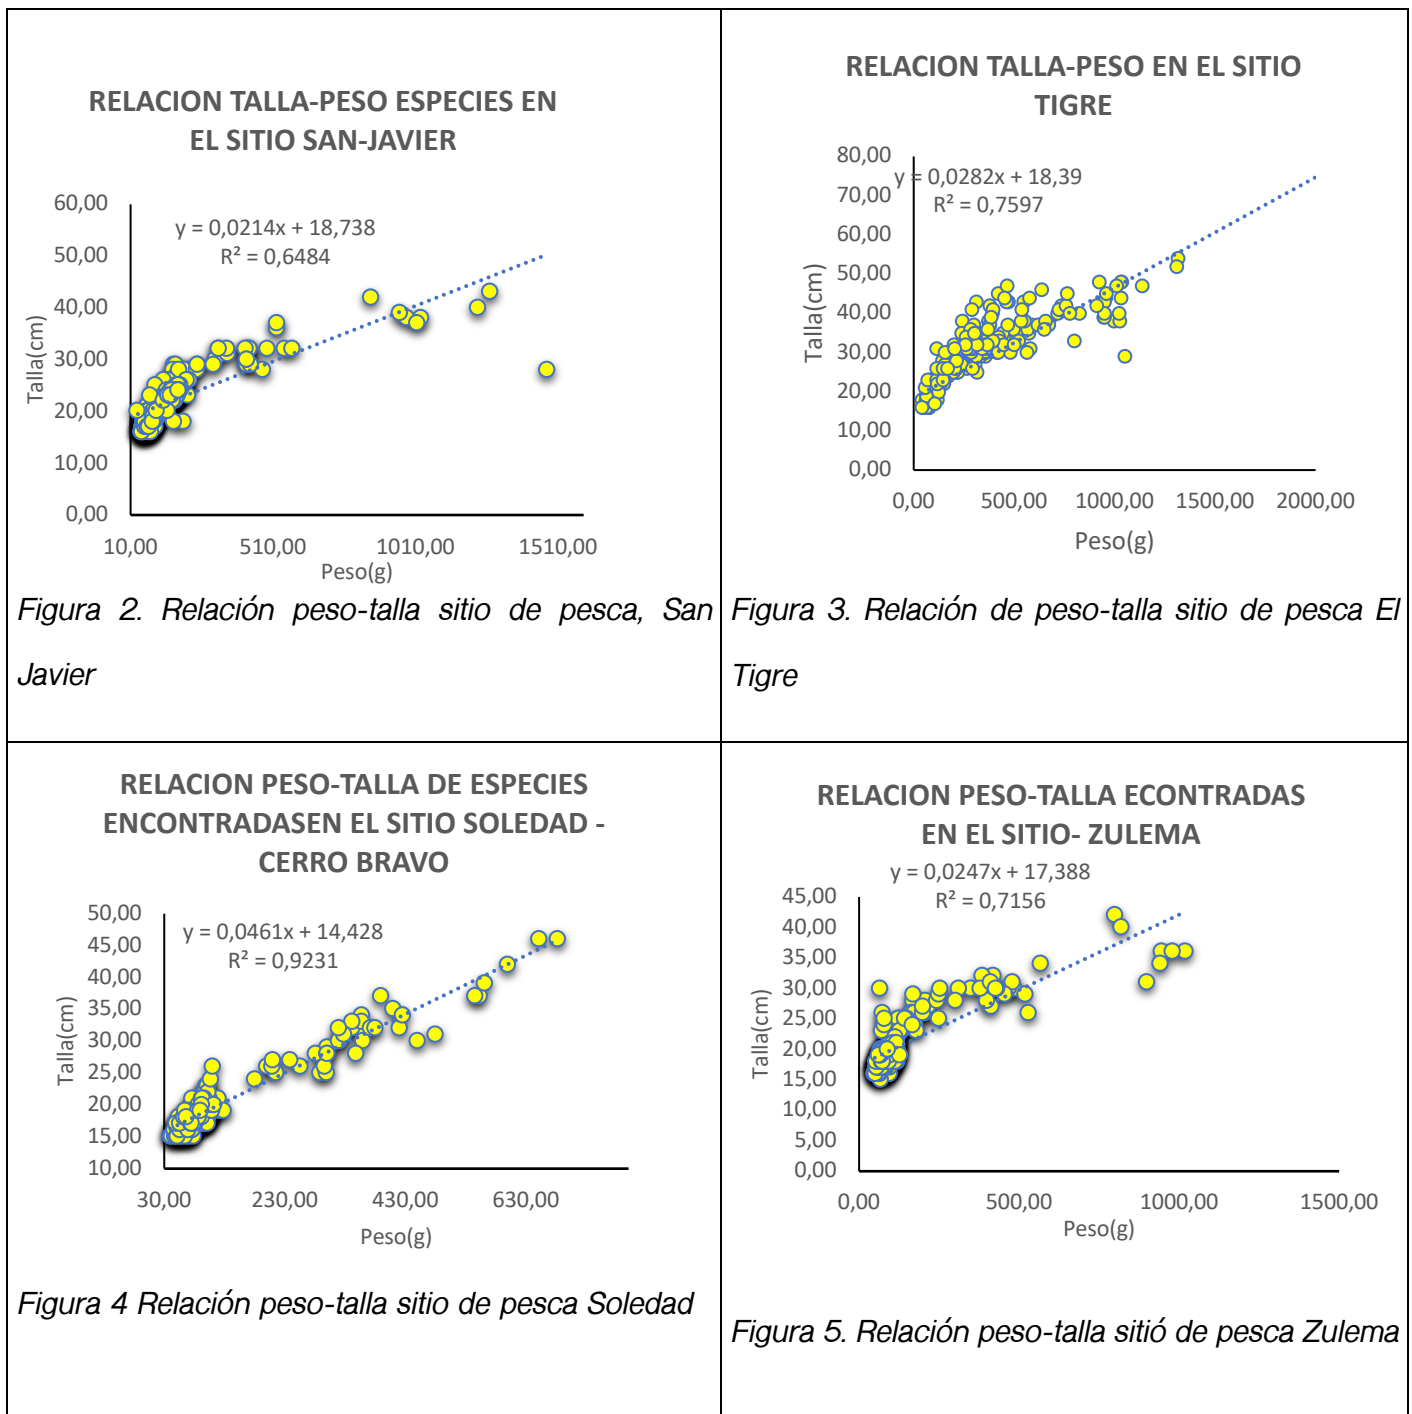 RELACION TALLA-PESO ESPECIES EN
EL SITIO SAN-JAVIER
60,00
50,00
40,00
30,00
20,00
10,00
0,00
y = 0,0214x + 18,738
R² = 0,6484
Talla(cm)
10,00 510,00 1010,00 1510,00
Peso(g)
Figura 2. Relación peso-talla sitio de pesca, San
Javier
RELACION TALLA-PESO EN EL SITIO
TIGRE
80,00
70,00
60,00
50,00
40,00
30,00
20,00
10,00
0,00
y = 0,0282x + 18,39
R² = 0,7597
Talla(cm)
0,00 500,00 1000,00 1500,00 2000,00
Peso(g)
Figura 3. Relación de peso-talla sitio de pesca El
Tigre
RELACION PESO-TALLA DE ESPECIES
ENCONTRADASEN EL SITIO SOLEDAD -
CERRO BRAVO
50,00
45,00
40,00
35,00
30,00
25,00
20,00
15,00
10,00
y = 0,0461x + 14,428
R² = 0,9231
Talla(cm)
30,00 230,00 430,00 630,00
Peso(g)
Figura 4 Relación peso-talla sitio de pesca Soledad
RELACION PESO-TALLA ECONTRADAS
EN EL SITIO- ZULEMA
y = 0,0247x + 17,388
R² = 0,7156
45,00
40,00
35,00
30,00
25,00
20,00
15,00
10,00
5,00
0,00
Talla(cm)
0,00 500,00 1000,00 1500,00
Peso(g)
Figura 5. Relación peso-talla sitió de pesca Zulema